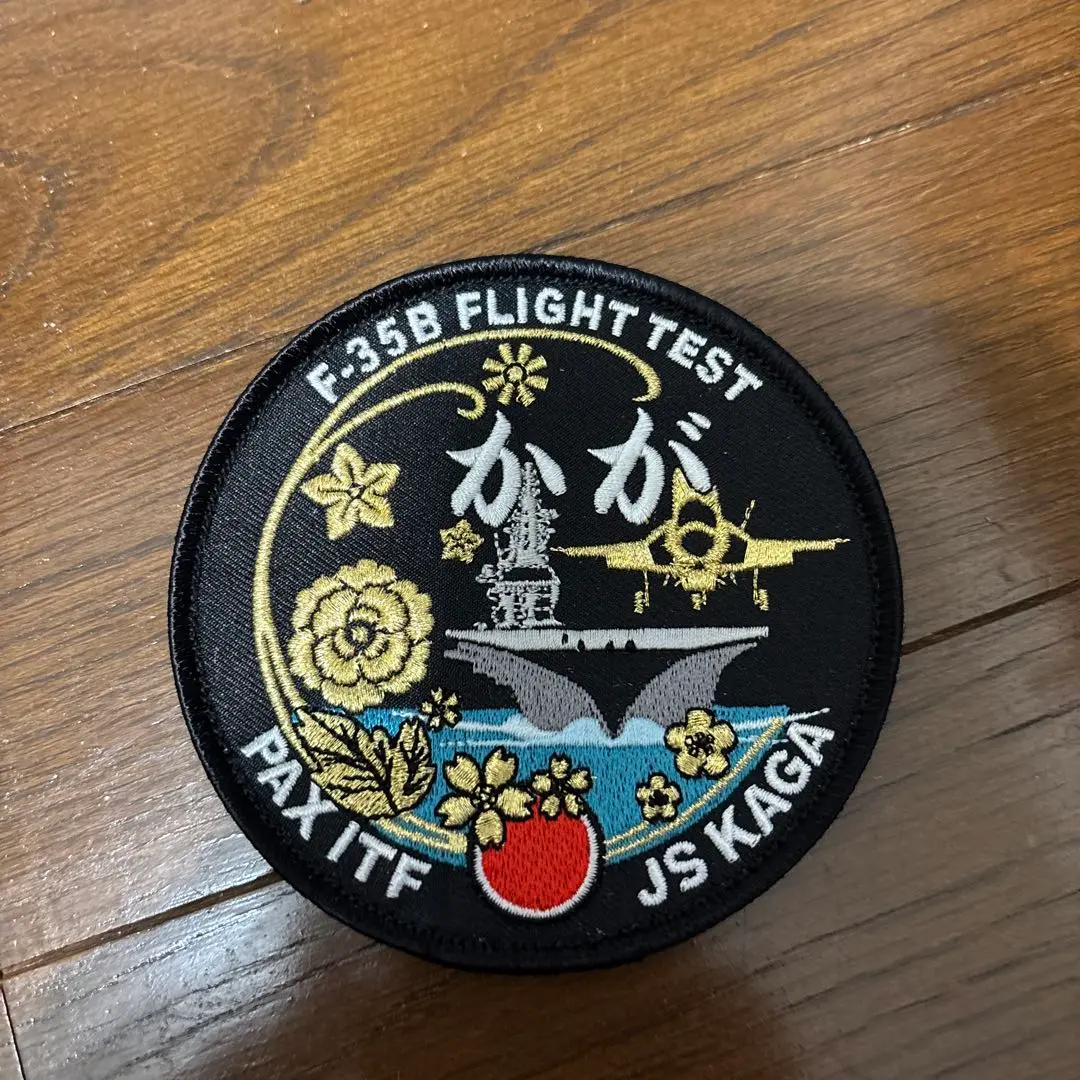 F-35B FLIGHT TEST
かが
PAX ITF
JS KAGA